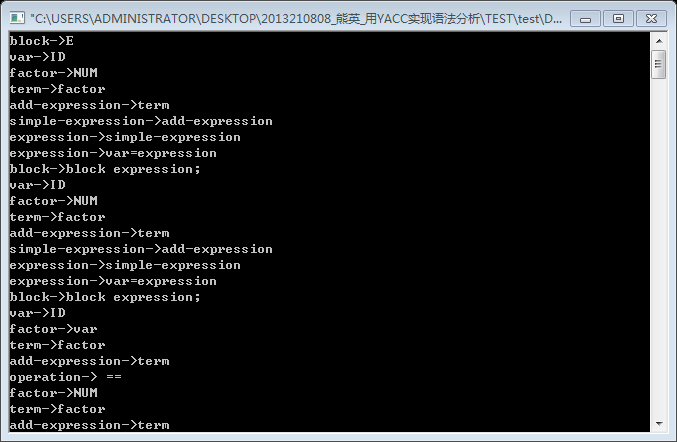 "C:\USERS\ADMINISTRATOR\DESKTOP\2013210808_熊英_用YACC实现语法分析\TEST\test\D...
block->E
var->ID
factor->NUM
term->factor
add-expression->term
simple-expression->add-expression
expression->simple-expression
expression->var=expression
block->block expression;
var->ID
factor->NUM
term->factor
add-expression->term
simple-expression->add-expression
expression->simple-expression
expression->var=expression
block->block expression;
var->ID
factor->var
term->factor
add-expression->term
operation-> ==
factor->NUM
term->factor
add-expression->term